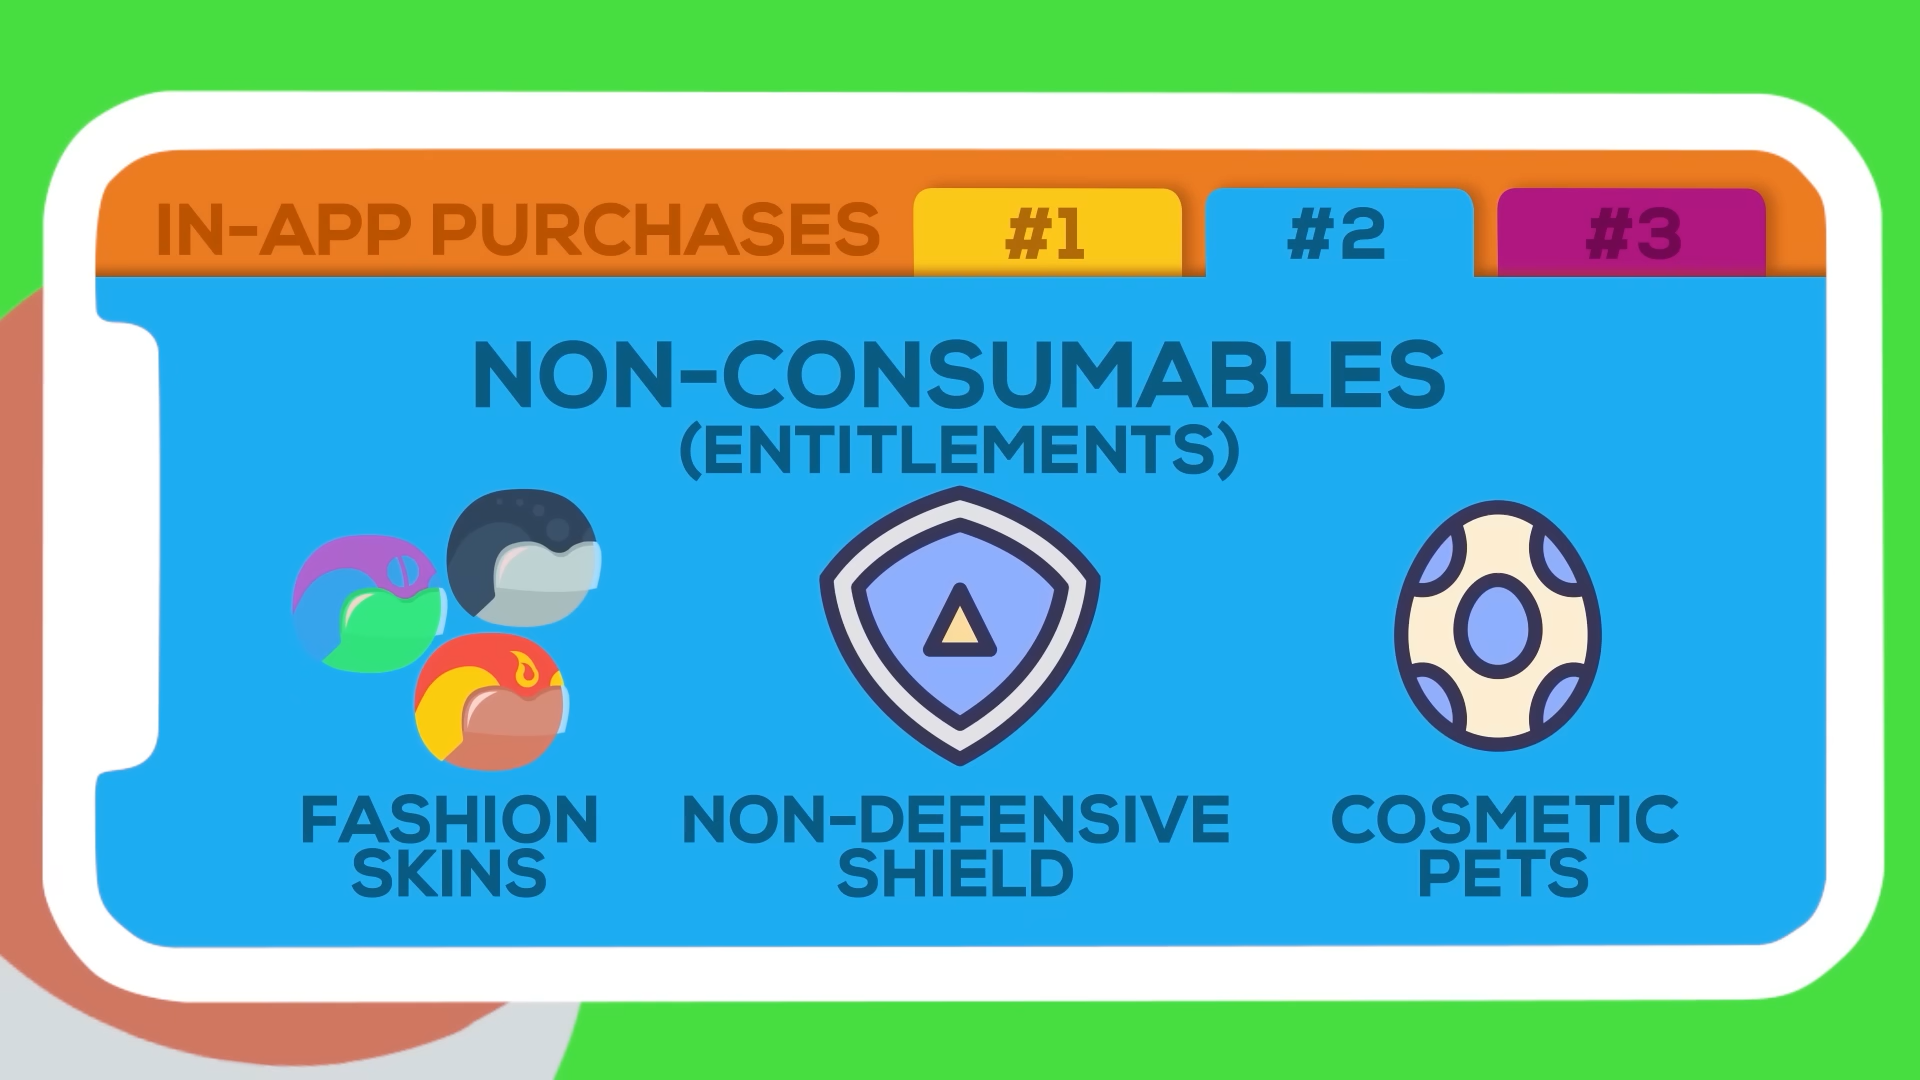 IN-APP PURCHASES
#1
#2
#3
NON-CONSUMABLES
(ENTITLEMENTS)
FASHION
SKINS
NON-DEFENSIVE
SHIELD
COSMETIC
PETS